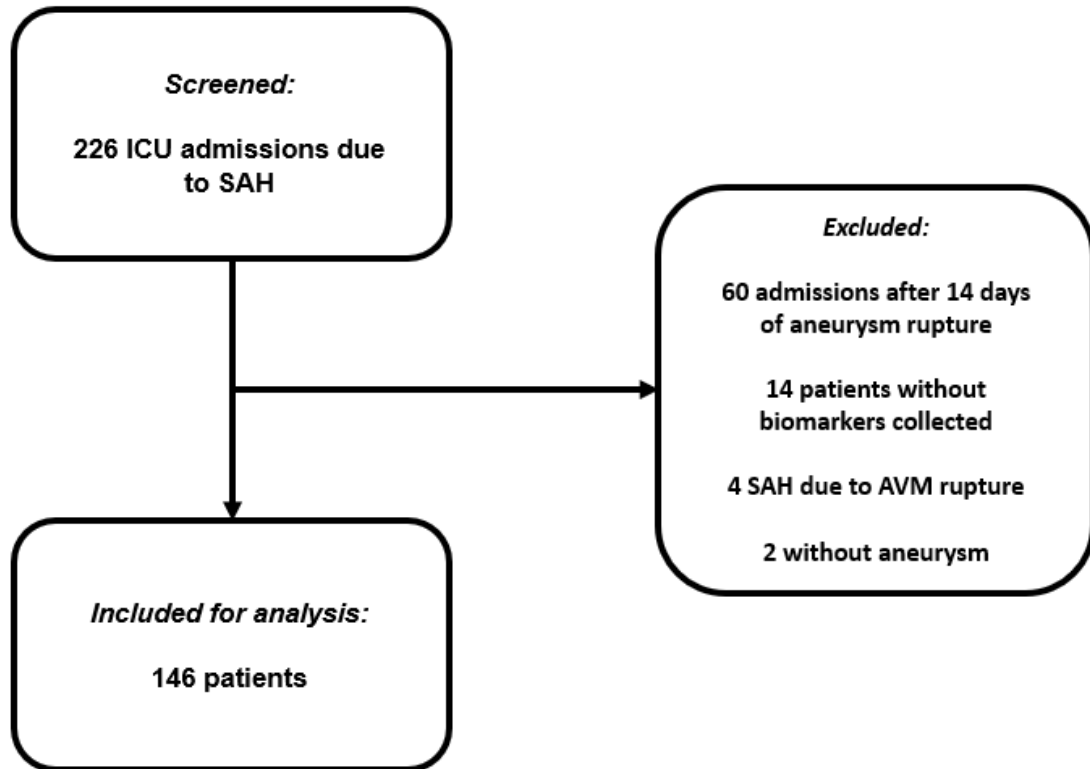 Screened:
226 ICU admissions due
to SAH
Excluded:
60 admissions after 14 days
of aneurysm rupture
14 patients without
biomarkers collected
4 SAH due to AVM rupture
2 without aneurysm
Included for analysis:
146 patients